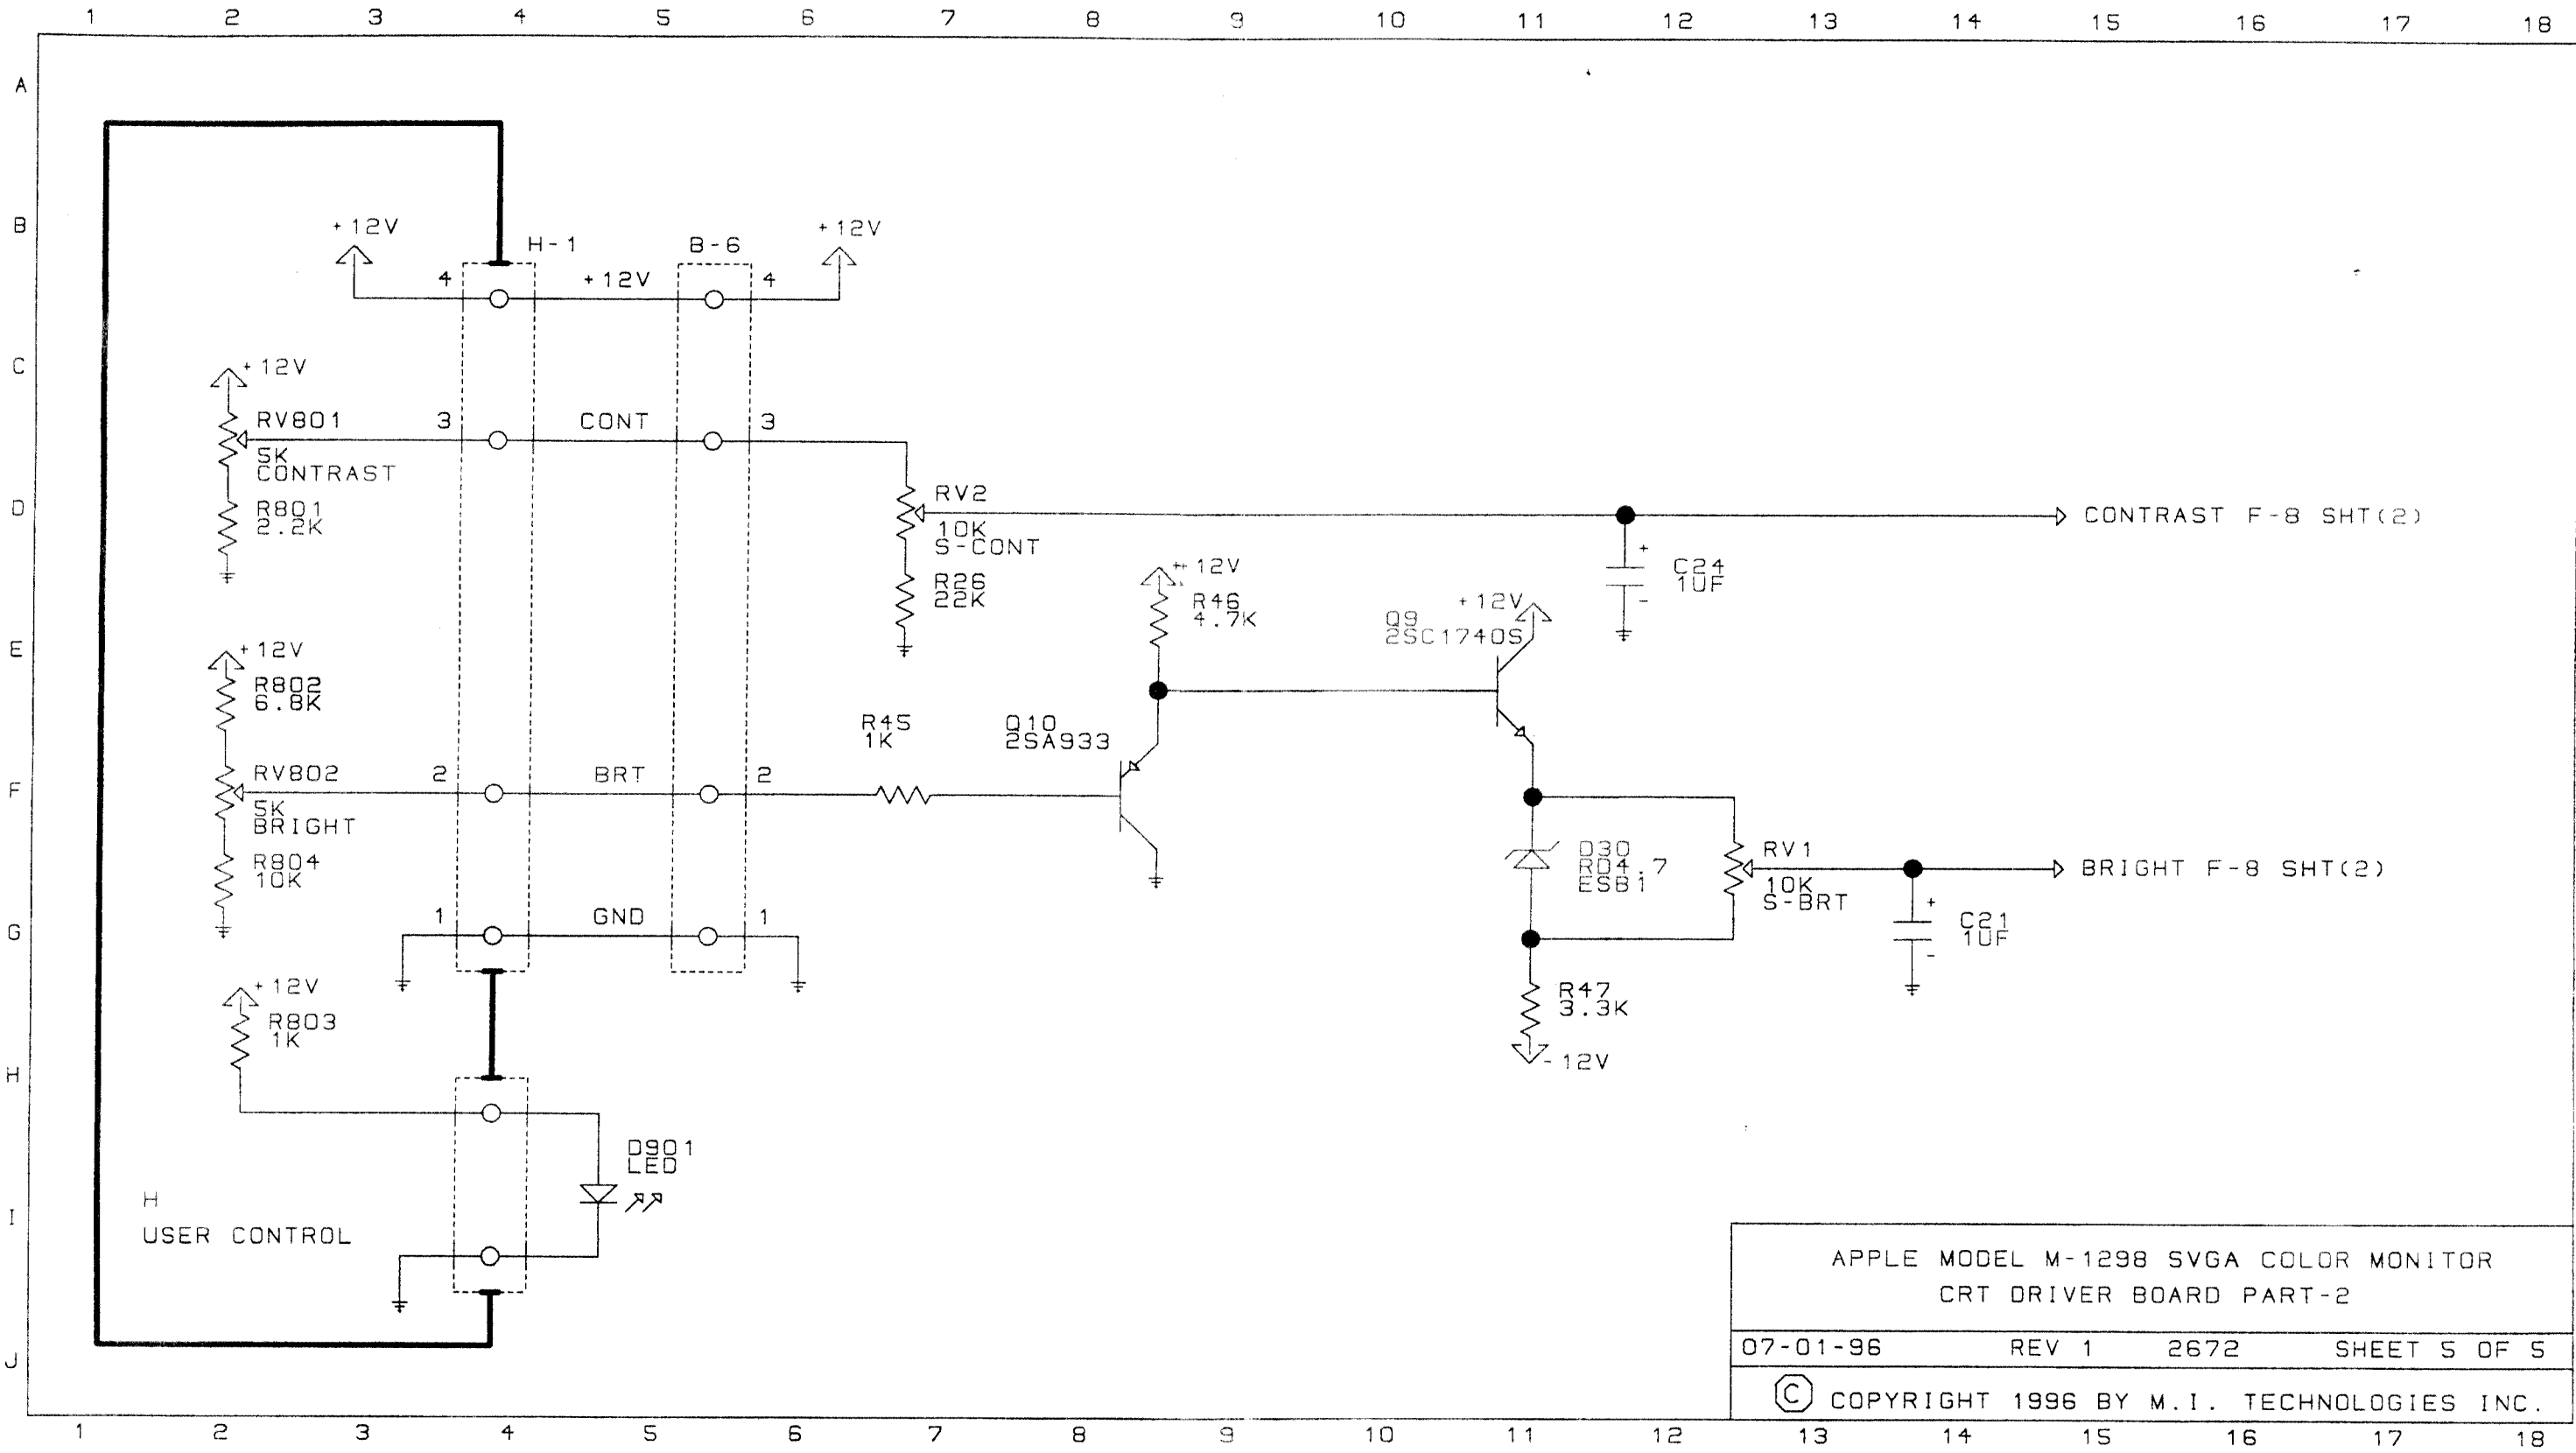 1 2 3 4 5 6 7 8 9 10 11 12 13 14 15 16 17 18
A
B
C
D
E
F
G
H
I
J
+12V
H-1
B-6
+12V
4
+12V
4
+12V
RV801
5K
CONTRAST
3
CONT
3
R801
2.2K
RV2
10K
S-CONT
R26
22K
CONTRAST F-8 SHT(2)
+
C24
1UF
-
+12V
R46
4.7K
+12V
Q9
2SC1740S
+12V
R802
6.8K
R45
1K
Q10
2SA933
RV802
5K
BRIGHT
2
BRT
2
R804
10K
D30
RD4.7
ESB1
RV1
10K
S-BRT
BRIGHT F-8 SHT(2)
+
C21
1UF
-
1
GND
1
R47
3.3K
-12V
+12V
R803
1K
D901
LED
H
USER CONTROL
APPLE MODEL M-1298 SVGA COLOR MONITOR
CRT DRIVER BOARD PART-2
07-01-96 REV 1 2672 SHEET 5 OF 5
© COPYRIGHT 1996 BY M.I. TECHNOLOGIES INC.
1 2 3 4 5 6 7 8 9 10 11 12 13 14 15 16 17 18